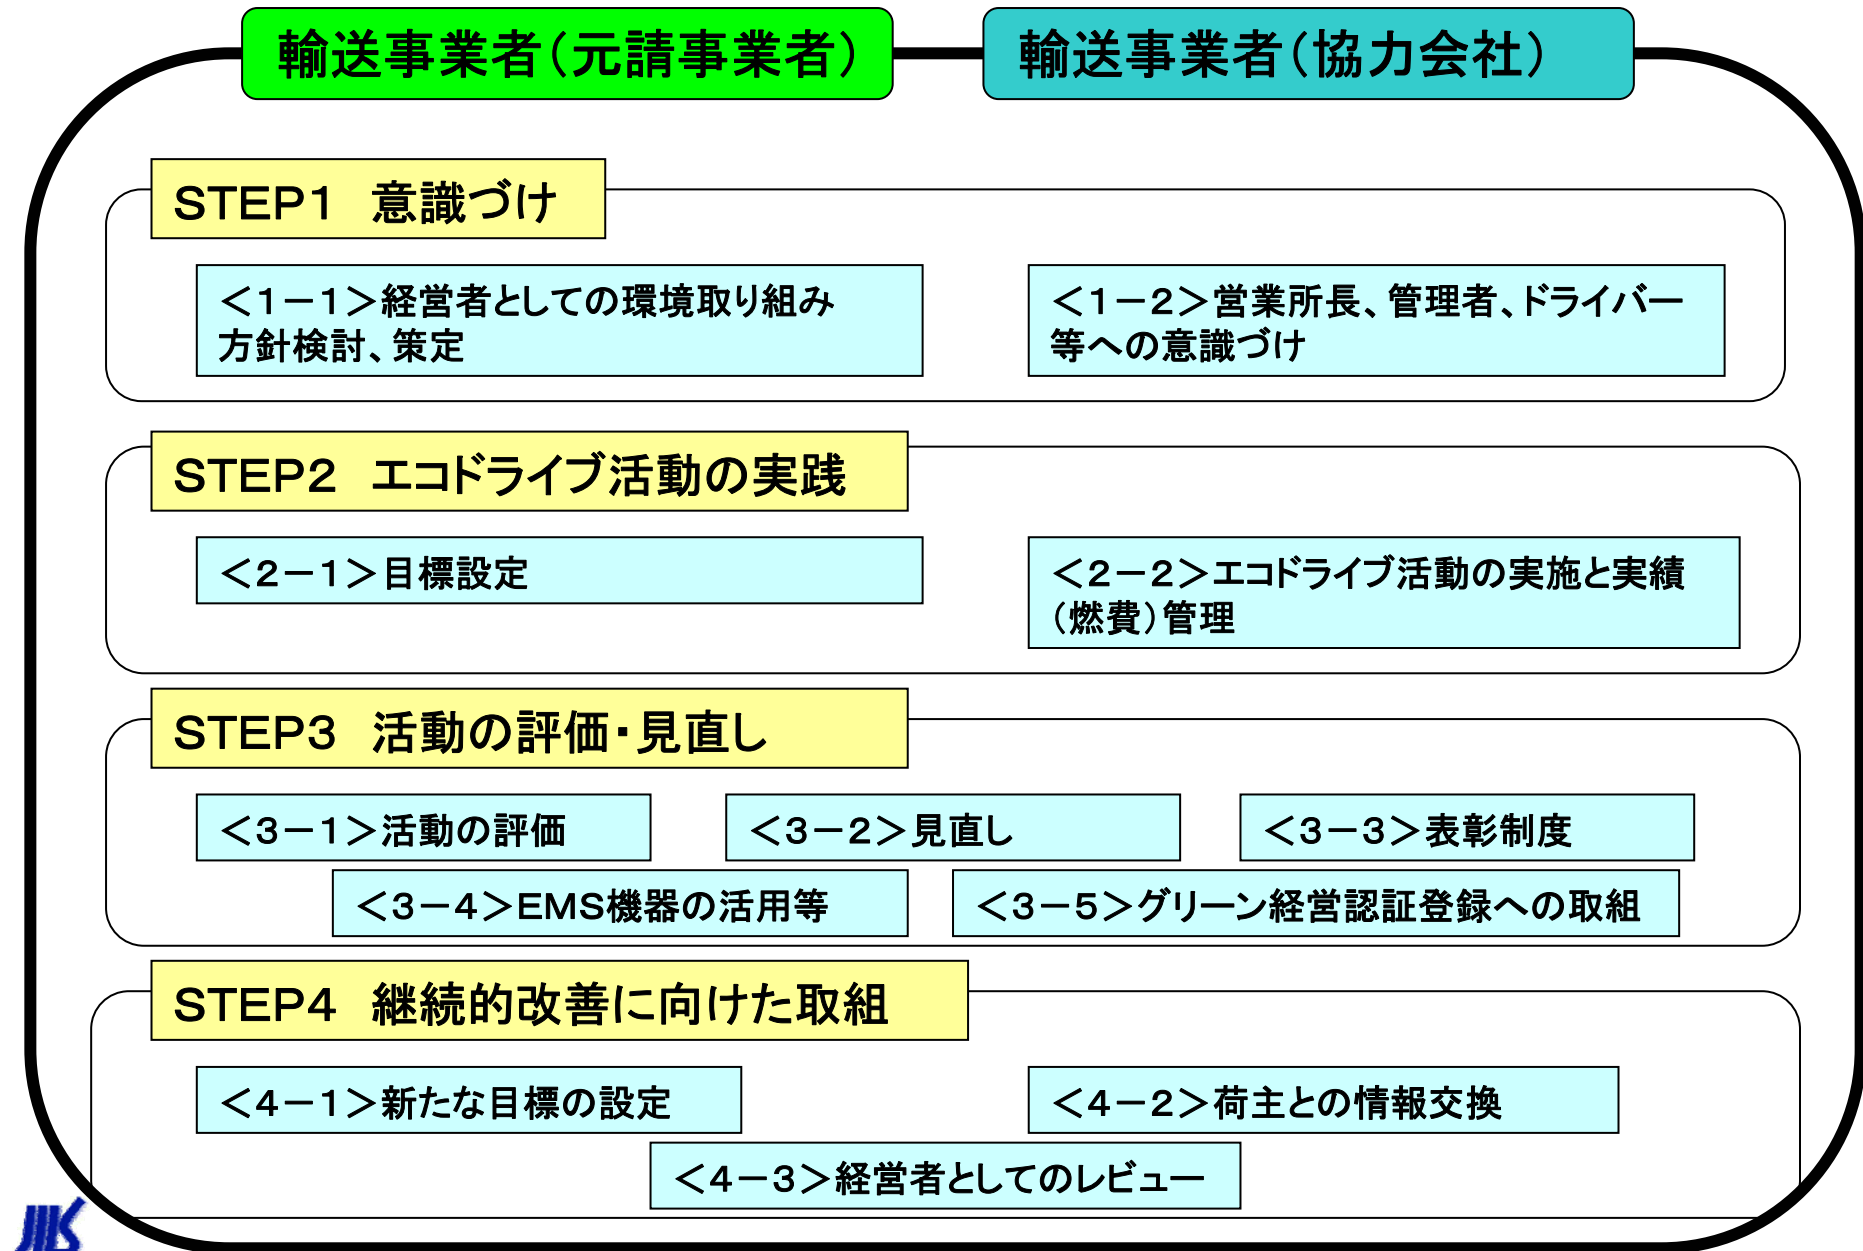 輸送事業者（元請事業者）
輸送事業者（協力会社）
STEP１　意識づけ
＜１－１＞経営者としての環境取り組み
方針検討、策定
＜１－２＞営業所長、管理者、ドライバー
等への意識づけ
STEP２　エコドライブ活動の実践
＜２－１＞目標設定
＜２－２＞エコドライブ活動の実施と実績
（燃費）管理
STEP３　活動の評価・見直し
＜３－１＞活動の評価
＜３－２＞見直し
＜３－３＞表彰制度
＜３－４＞EMS機器の活用等
＜３－５＞グリーン経営認証登録への取組
STEP４　継続的改善に向けた取組
＜４－１＞新たな目標の設定
＜４－２＞荷主との情報交換
＜４－３＞経営者としてのレビュー